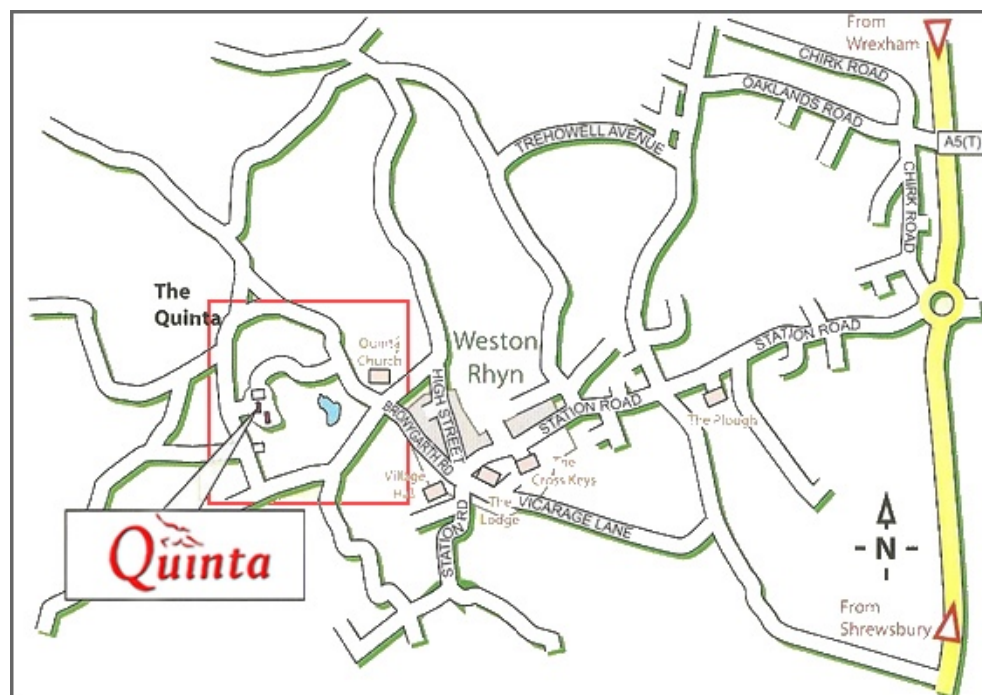 From
Wrexham
CHIRK ROAD
OAKLANDS ROAD
TREHOWELL AVENUE
A5(T)
CHIRK ROAD
The
Quinta
Quinta
Church
Weston
Rhyn
STATION ROAD
HIGH STREET
BRONYGARTH RD
STATION ROAD
The Plough
Village
Hall
The
Cross Keys
The
Lodge
VICARAGE LANE
STATION RD
N
Quinta
From
Shrewsbury